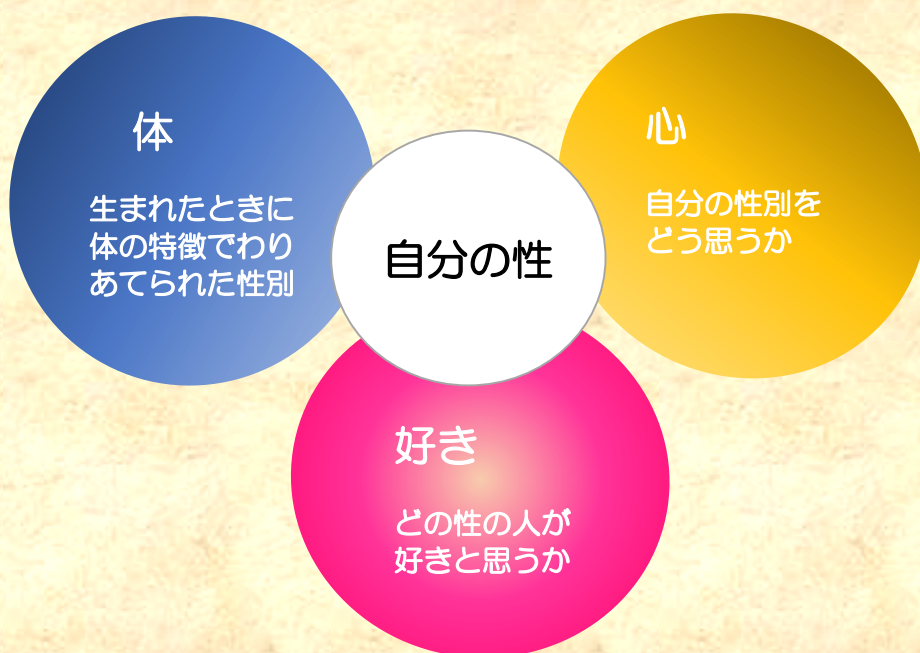 体
生まれたときに
体の特徴でわり
あてられた性別
心
自分の性別を
どう思うか
自分の性
好き
どの性の人が
好きと思うか